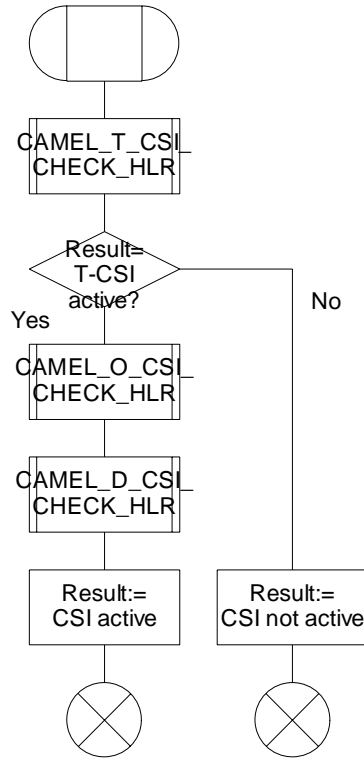 CAMEL_T_CSI_
CHECK_HLR
Result=
T-CSI
active?
No
Yes
CAMEL_O_CSI_
CHECK_HLR
CAMEL_D_CSI_
CHECK_HLR
Result:=
CSI active
Result:=
CSI not active